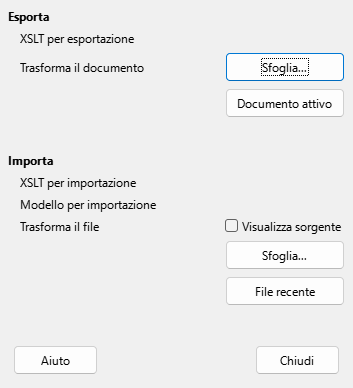 Esporta
XSLT per esportazione
Trasforma il documento
Sfoglia...
Documento attivo
Importa
XSLT per importazione
Modello per importazione
Trasforma il file
Visualizza sorgente
Sfoglia...
File recente
Aiuto
Chiudi